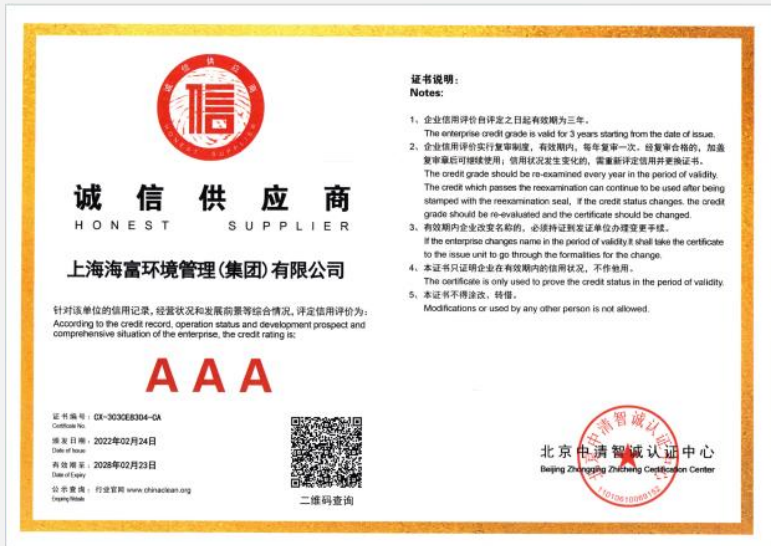 诚信供应商
信
HONEST SUPPLIER
诚信供应商
HONEST SUPPLIER
上海海富环境管理(集团)有限公司
针对该单位的信用记录，经营状况和发展前景等综合情况，评定信用评价为：
According to the credit record, operation status and development prospect and
comprehensive situation of the enterprise, the credit rating is:
AAA
证书编号：CX-303CE8304-CA
Certificate No.
颁发日期：2022年02月24日
Date of Issue
有效期至：2028年02月23日
Date of Expiry
公示查询：行业官网 www.chinaclean.org
Enquiring Website
二维码查询
证书说明：
Notes:
1、企业信用评价自评定之日起有效期为三年。
The enterprise credit grade is valid for 3 years starting from the date of issue.
2、企业信用评价实行复审制度，有效期内，每年复审一次。经复审合格的，加盖
复审章后可继续使用；信用状况发生变化的，需重新评定信用并更换证书。
The credit grade should be re-examined every year in the period of validity.
The credit which passes the reexamination can continue to be used after being
stamped with the reexamination seal, If the credit status changes. the credit
grade should be re-evaluated and the certificate should be changed.
3、有效期内企业改变名称的，必须持证到发证单位办理变更手续。
If the enterprise changes name in the period of validity.It shall take the certificate
to the issue unit to go through the formalities for the change.
4、本证书只证明企业在有效期内的信用状况，不作他用。
The certificate is only used to prove the credit status in the period of validity.
5、本证书不得涂改、转借。
Modifications or used by any other person is not allowed.
北京中清智诚认证中心
Beijing Zhongqing Zhicheng Certification Center
北京中清智诚认证中心